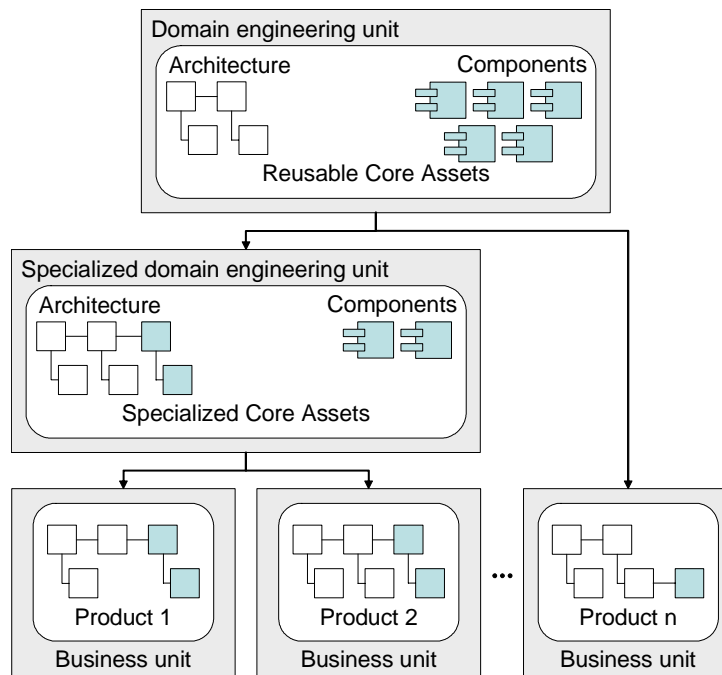 Domain engineering unit
Architecture
Components
Reusable Core Assets
Specialized domain engineering unit
Architecture
Components
Specialized Core Assets
Product 1
Business unit
Product 2
Business unit
...
Product n
Business unit